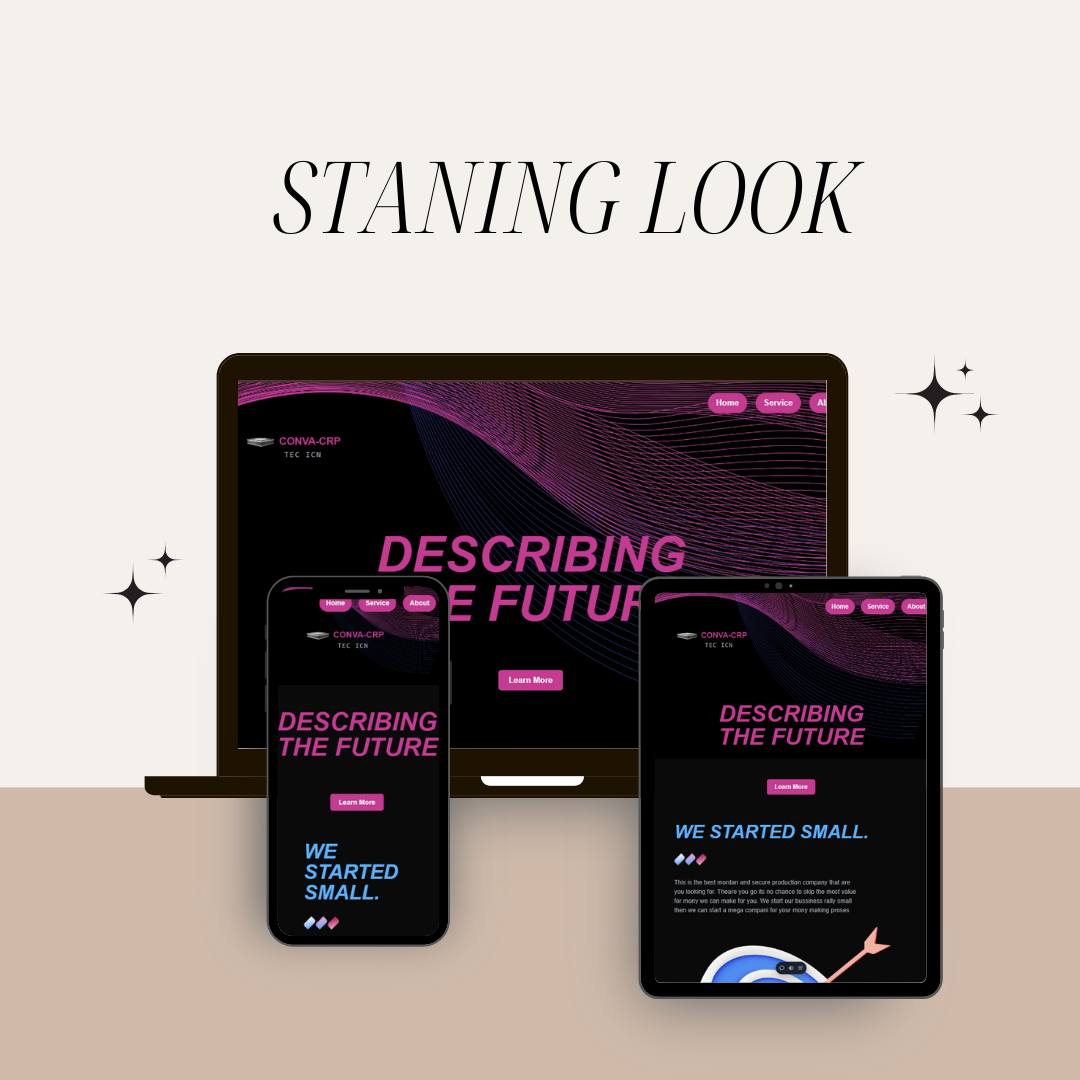 STANING LOOK
Home Service Ab
CONVA-CRP
TEC ICN
DESCRIBING
E FUTUR
Learn More
Home Service About
CONVA-CRP
TEC ICN
DESCRIBING
THE FUTURE
Learn More
WE
STARTED
SMALL.
Home Service About
CONVA-CRP
TEC ICN
DESCRIBING
THE FUTURE
Learn More
WE STARTED SMALL.
This is the best mordan and secure production company that are
you looking for. Theare you go its no chance to skip the most value
for mony we can make for you. We start our bussiness rally small
then we can start a mega compani for your mony making proses